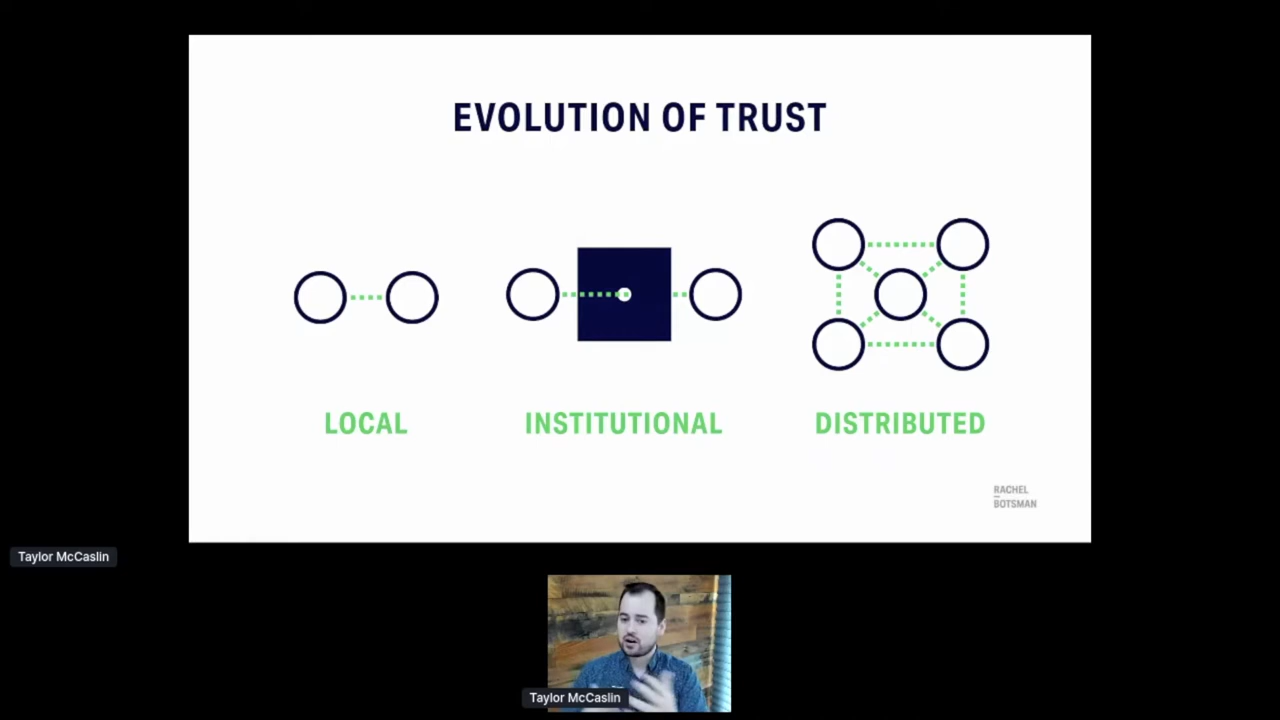 EVOLUTION OF TRUST
LOCAL
INSTITUTIONAL
DISTRIBUTED
RACHEL
BOTSMAN
Taylor McCaslin
Taylor McCaslin